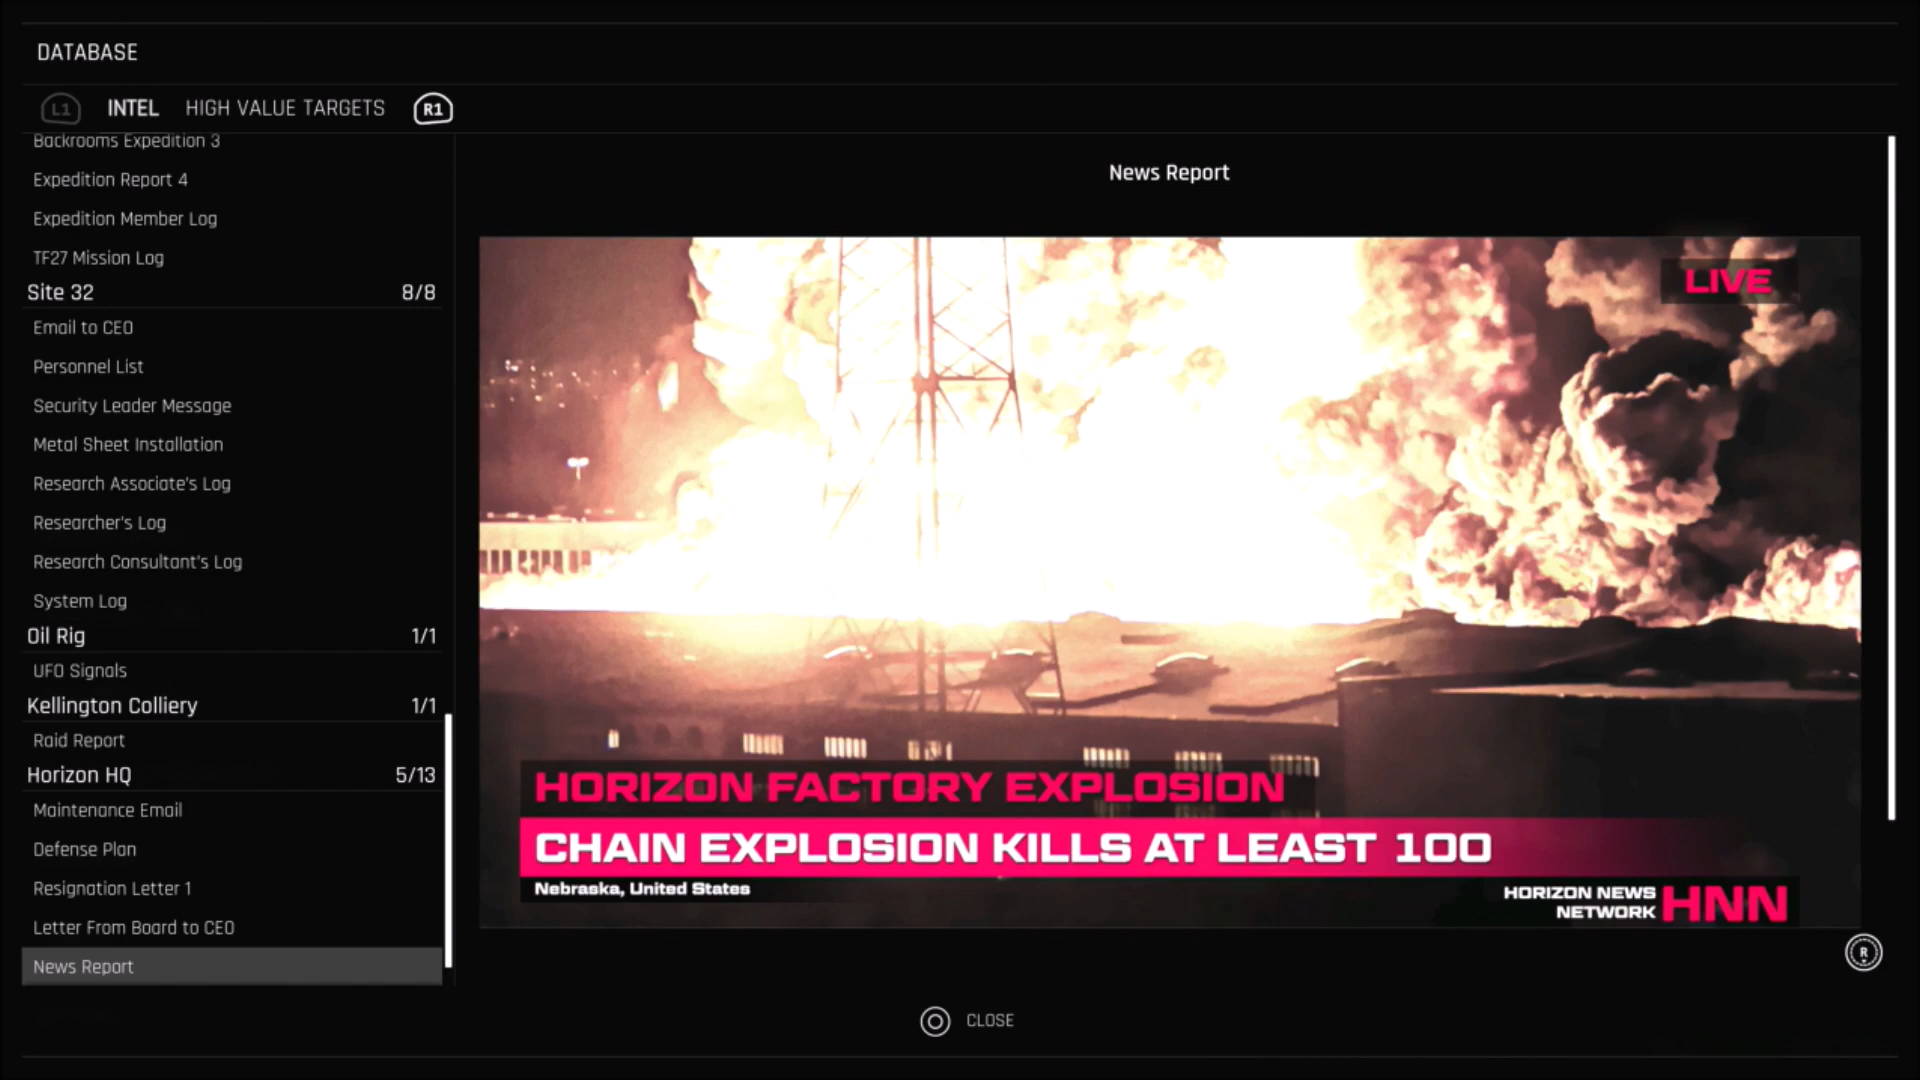 DATABASE
L1 INTEL HIGH VALUE TARGETS R1
Backrooms Expedition 3
Expedition Report 4
Expedition Member Log
TF27 Mission Log
Site 32 8/8
Email to CEO
Personnel List
Security Leader Message
Metal Sheet Installation
Research Associate's Log
Researcher's Log
Research Consultant's Log
System Log
Oil Rig 1/1
UFO Signals
Kellington Colliery 1/1
Raid Report
Horizon HQ 5/13
Maintenance Email
Defense Plan
Resignation Letter 1
Letter From Board to CEO
News Report
News Report
LIVE
HORIZON FACTORY EXPLOSION
CHAIN EXPLOSION KILLS AT LEAST 100
Nebraska, United States
HORIZON NEWS
NETWORK HNN
R
CLOSE